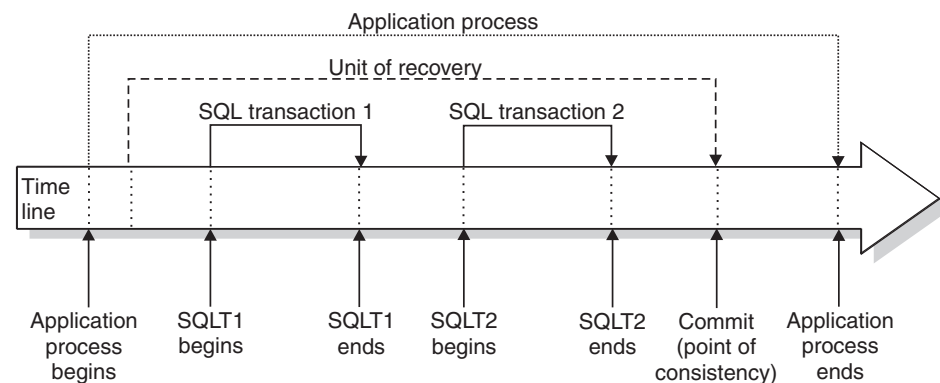 Application process
Unit of recovery
SQL transaction 1
SQL transaction 2
Time
line
Application
process
begins
SQLT1
begins
SQLT1
ends
SQLT2
begins
SQLT2
ends
Commit
(point of
consistency)
Application
process
ends